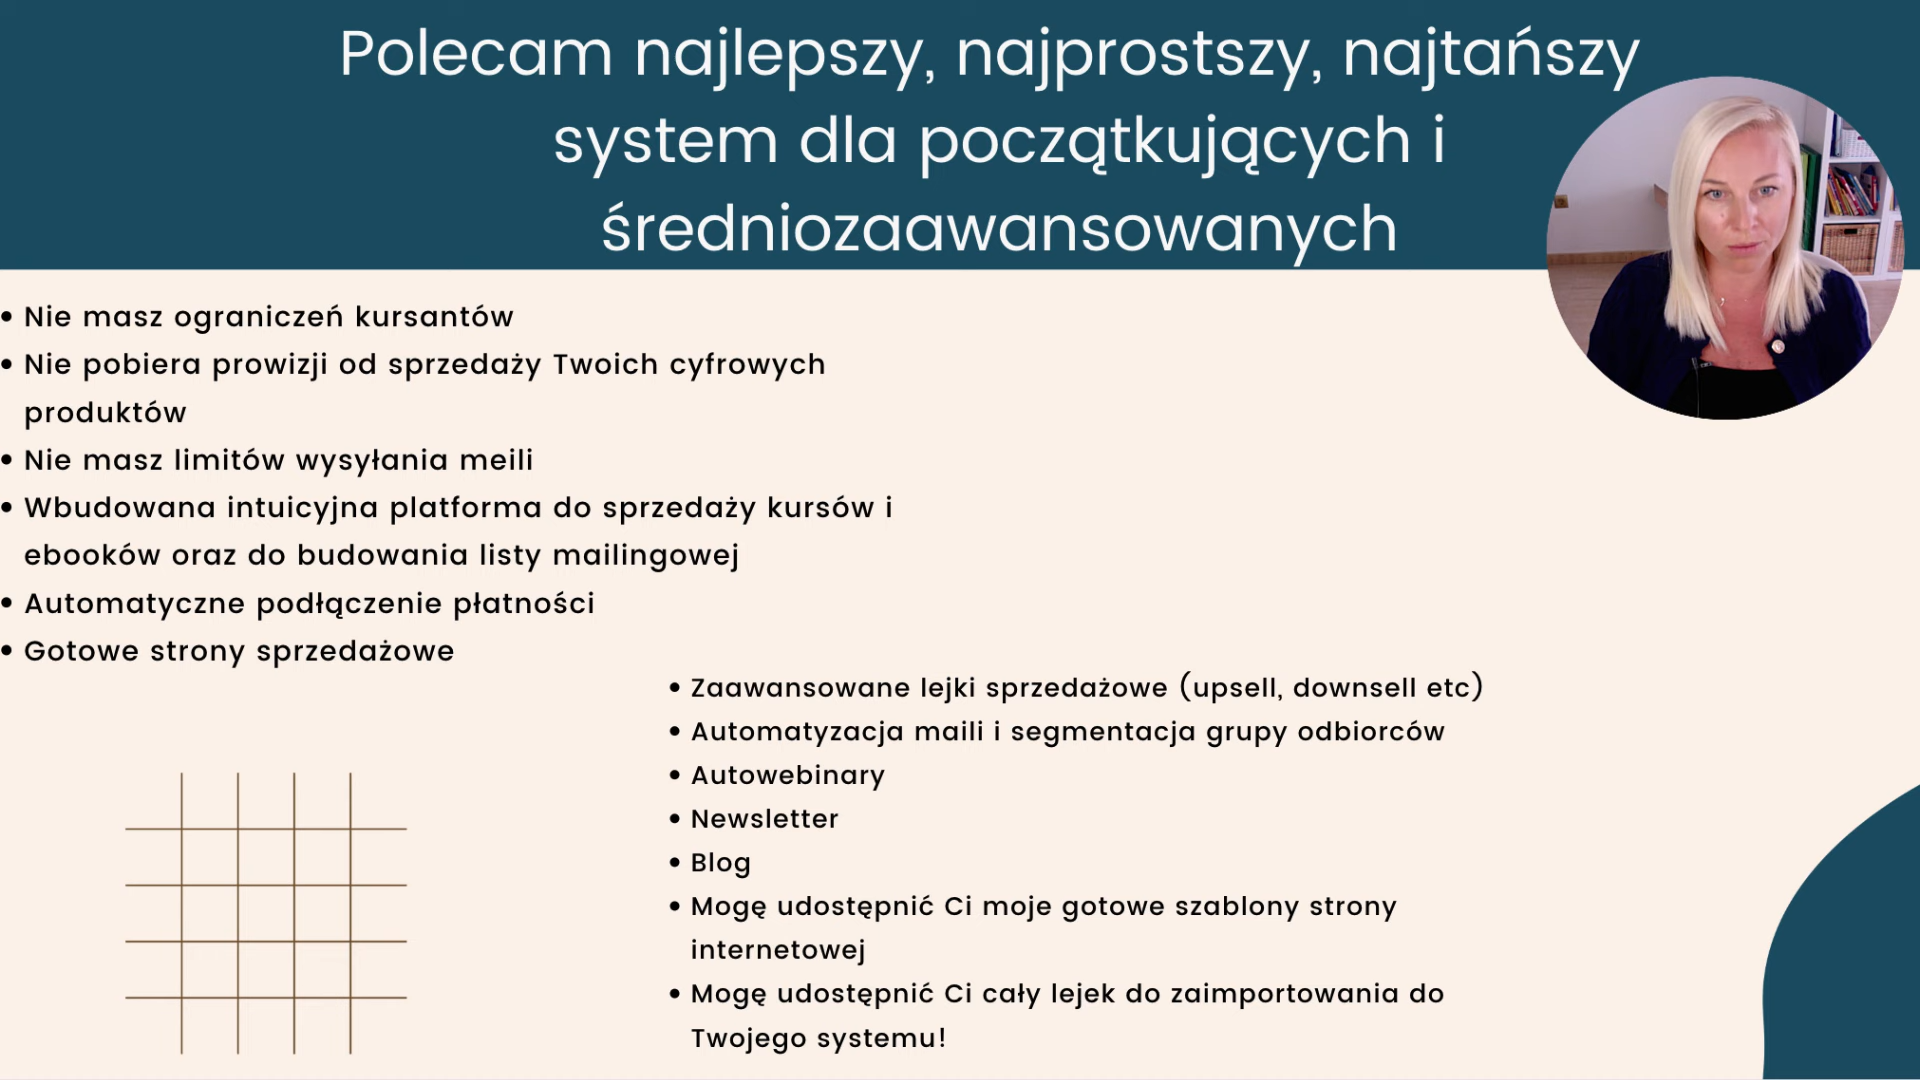 Polecam najlepszy, najprostszy, najtańszy
system dla początkujących i
średniozaawansowanych
• Nie masz ograniczeń kursantów
• Nie pobiera prowizji od sprzedaży Twoich cyfrowych
produktów
• Nie masz limitów wysyłania meili
• Wbudowana intuicyjna platforma do sprzedaży kursów i
ebooków oraz do budowania listy mailingowej
• Automatyczne podłączenie płatności
• Gotowe strony sprzedażowe
• Zaawansowane lejki sprzedażowe (upsell, downsell etc)
• Automatyzacja maili i segmentacja grupy odbiorców
• Autowebinary
• Newsletter
• Blog
• Mogę udostępnić Ci moje gotowe szablony strony
internetowej
• Mogę udostępnić Ci cały lejek do zaimportowania do
Twojego systemu!